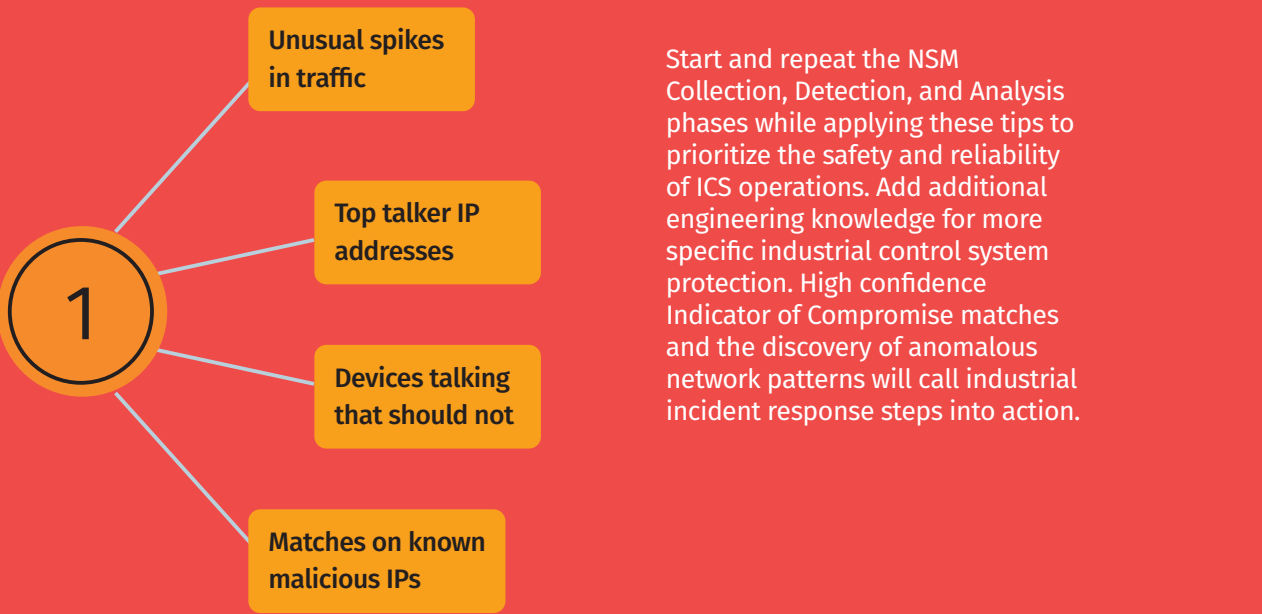 1
Unusual spikes
in traffic
Top talker IP
addresses
Devices talking
that should not
Matches on known
malicious IPs
Start and repeat the NSM
Collection, Detection, and Analysis
phases while applying these tips to
prioritize the safety and reliability
of ICS operations. Add additional
engineering knowledge for more
specific industrial control system
protection. High confidence
Indicator of Compromise matches
and the discovery of anomalous
network patterns will call industrial
incident response steps into action.